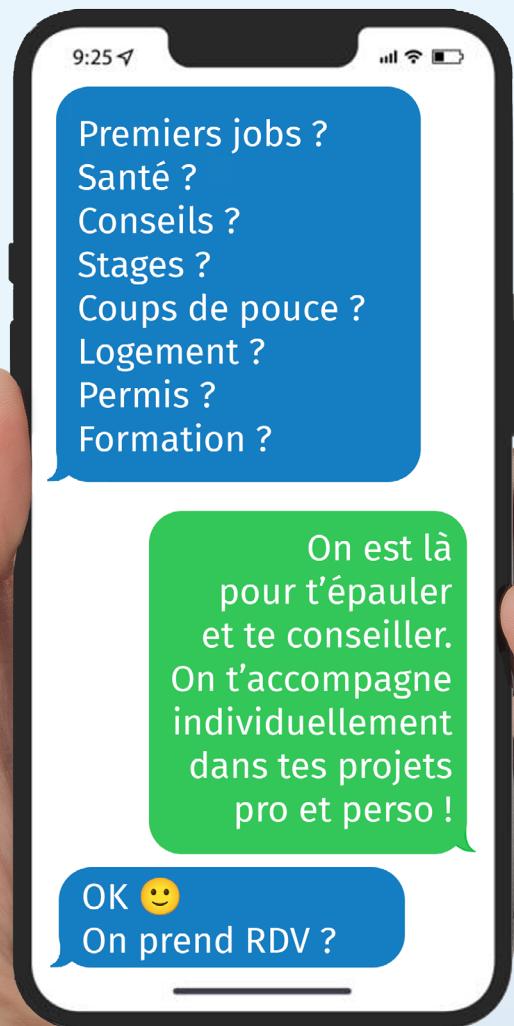 9:25
Premiers jobs ?
Santé ?
Conseils ?
Stages ?
Coups de pouce ?
Logement ?
Permis ?
Formation ?
On est là
pour t’épauler
et te conseiller.
On t’accompagne
individuellement
dans tes projets
pro et perso !
OK 🙂
On prend RDV ?